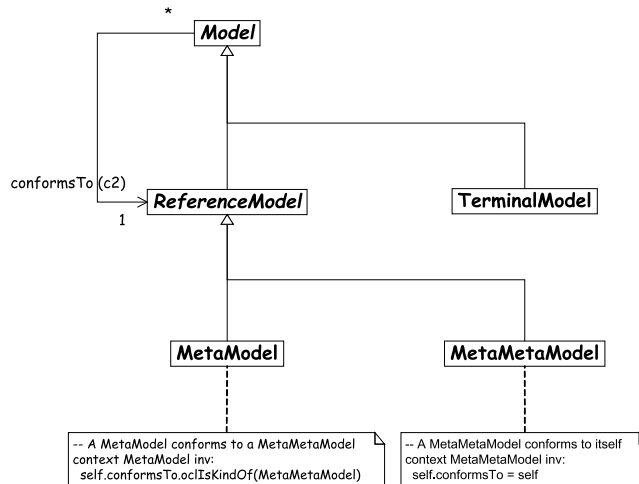 *
Model
conformsTo (c2)
ReferenceModel
TerminalModel
1
MetaModel
MetaMetaModel
-- A MetaModel conforms to a MetaMetaModel
context MetaModel inv:
self.conformsTo.oclIsKindOf(MetaMetaModel)
-- A MetaMetaModel conforms to itself
context MetaMetaModel inv:
self.conformsTo = self